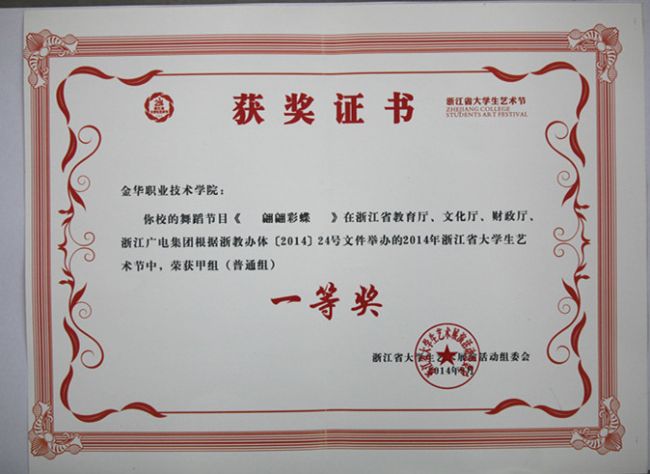 获奖证书
浙江省大学生艺术节
ZHEJIANG COLLEGE
STUDENTS ART FESTIVAL
金华职业技术学院：
你校的舞蹈节目《 翩翩彩蝶 》在浙江省教育厅、文化厅、财政厅、
浙江广电集团根据浙教办体〔2014〕24号文件举办的2014年浙江省大学生艺
术节中，荣获甲组（普通组）
一等奖
浙江省大学生艺术展演活动组委会
2014年 月